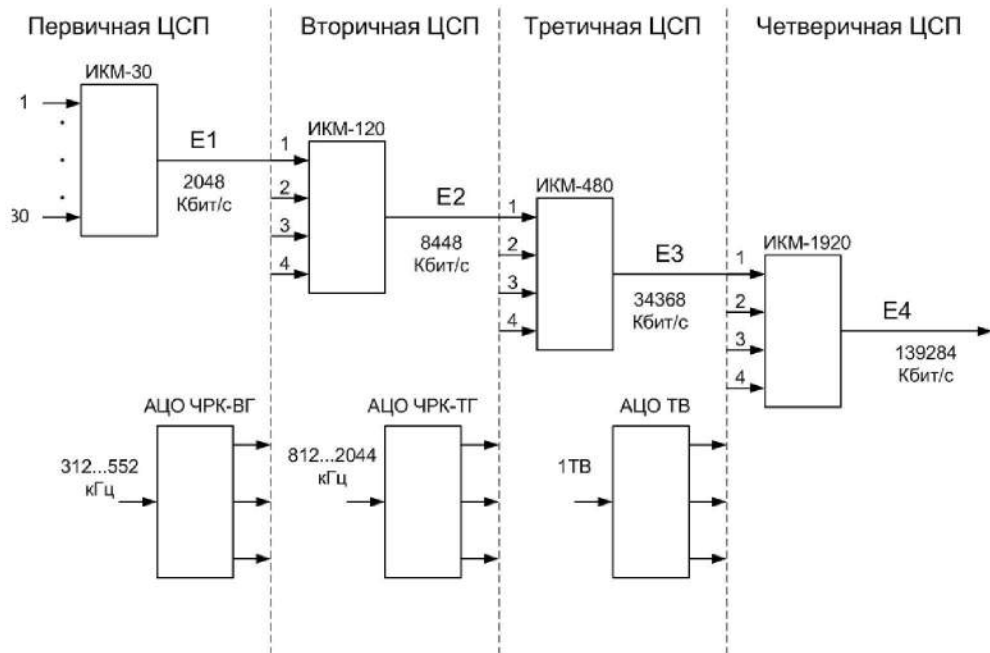 Первичная ЦСП
Вторичная ЦСП
Третичная ЦСП
Четверичная ЦСП
ИКМ-30
1
30
E1
2048
Кбит/с
ИКМ-120
1
2
3
4
E2
8448
Кбит/с
ИКМ-480
1
2
3
4
E3
34368
Кбит/с
ИКМ-1920
1
2
3
4
E4
139284
Кбит/с
АЦО ЧРК-ВГ
312...552
кГц
АЦО ЧРК-ТГ
812...2044
кГц
АЦО ТВ
1ТВ